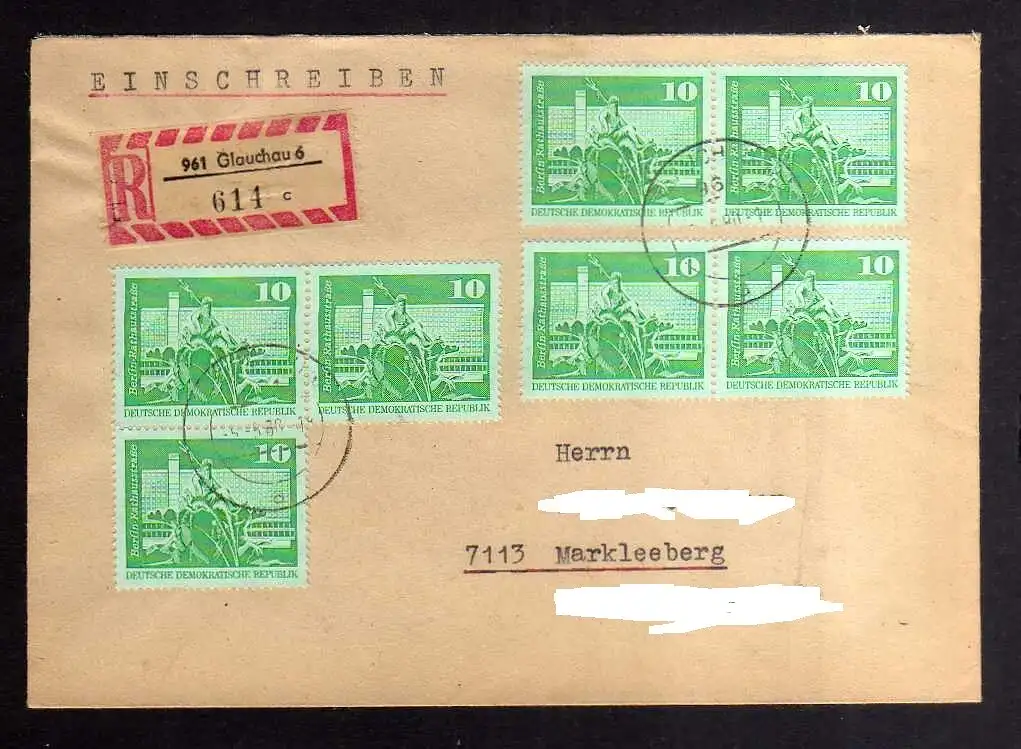 EINSCHREIBEN
R
961 Glauchau 6
614 c
10
Berlin-Rathausstraße
DEUTSCHE DEMOKRATISCHE REPUBLIK
10
Berlin-Rathausstraße
DEUTSCHE DEMOKRATISCHE REPUBLIK
10
Berlin-Rathausstraße
DEUTSCHE DEMOKRATISCHE REPUBLIK
10
Berlin-Rathausstraße
DEUTSCHE DEMOKRATISCHE REPUBLIK
10
Berlin-Rathausstraße
DEUTSCHE DEMOKRATISCHE REPUBLIK
10
Berlin-Rathausstraße
DEUTSCHE DEMOKRATISCHE REPUBLIK
10
Berlin-Rathausstraße
DEUTSCHE DEMOKRATISCHE REPUBLIK
Herrn
7113 Markleeberg